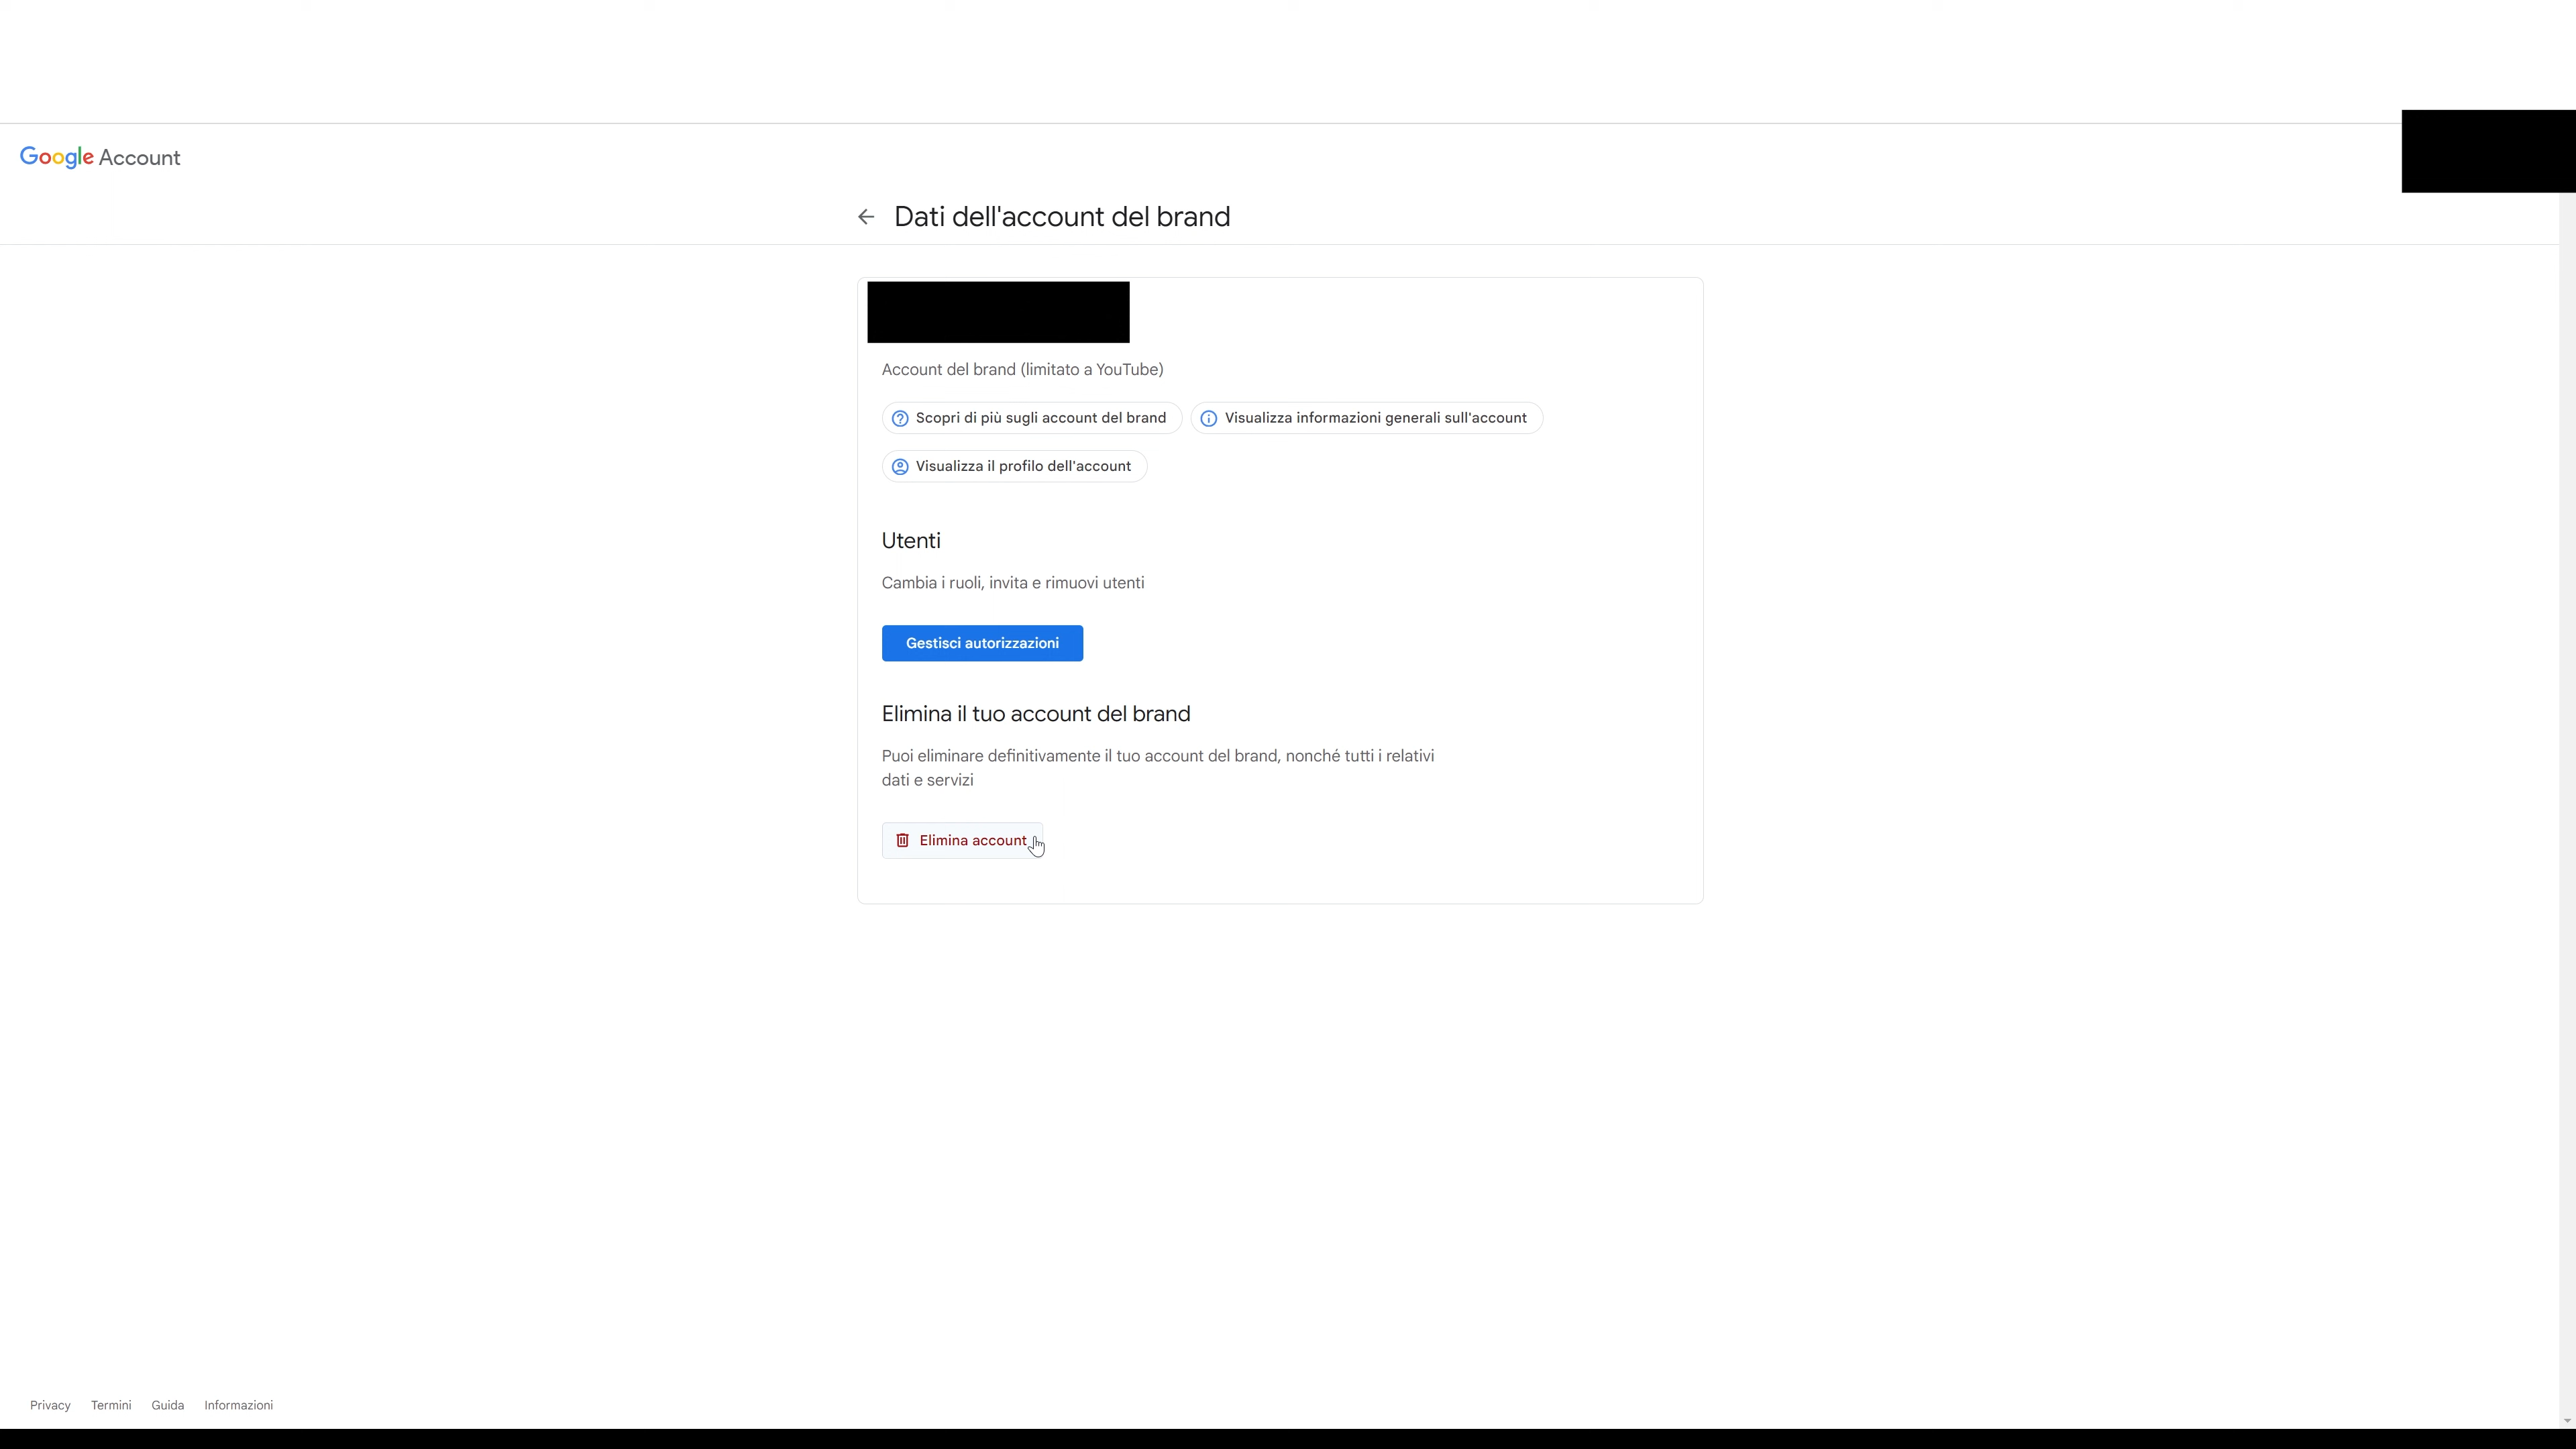 Google Account
Dati dell'account del brand
Account del brand (limitato a YouTube)
Scopri di più sugli account del brand
Visualizza informazioni generali sull'account
Visualizza il profilo dell'account
Utenti
Cambia i ruoli, invita e rimuovi utenti
Gestisci autorizzazioni
Elimina il tuo account del brand
Puoi eliminare definitivamente il tuo account del brand, nonché tutti i relativi
dati e servizi
Elimina account
Privacy Termini Guida Informazioni